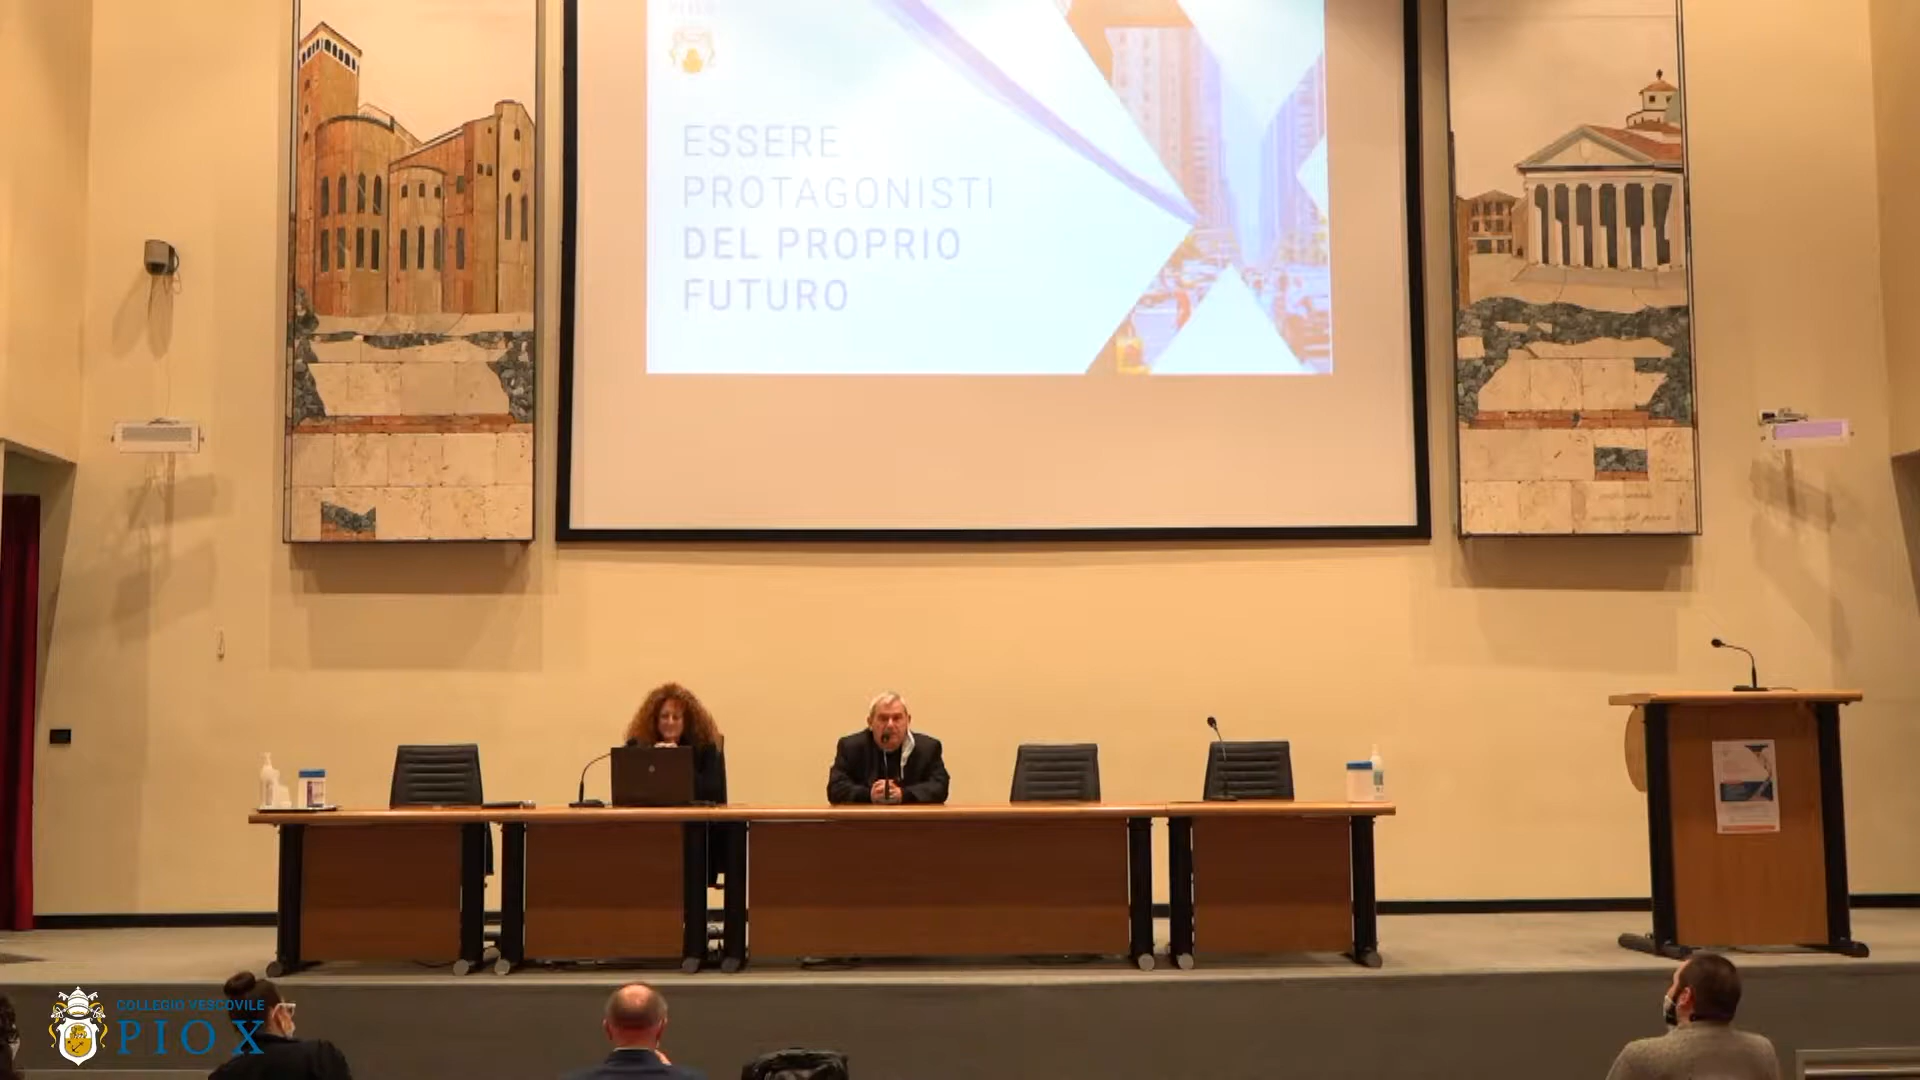 ESSERE
PROTAGONISTI
DEL PROPRIO
FUTURO
COLLEGIO VESCOVILE
PIO X